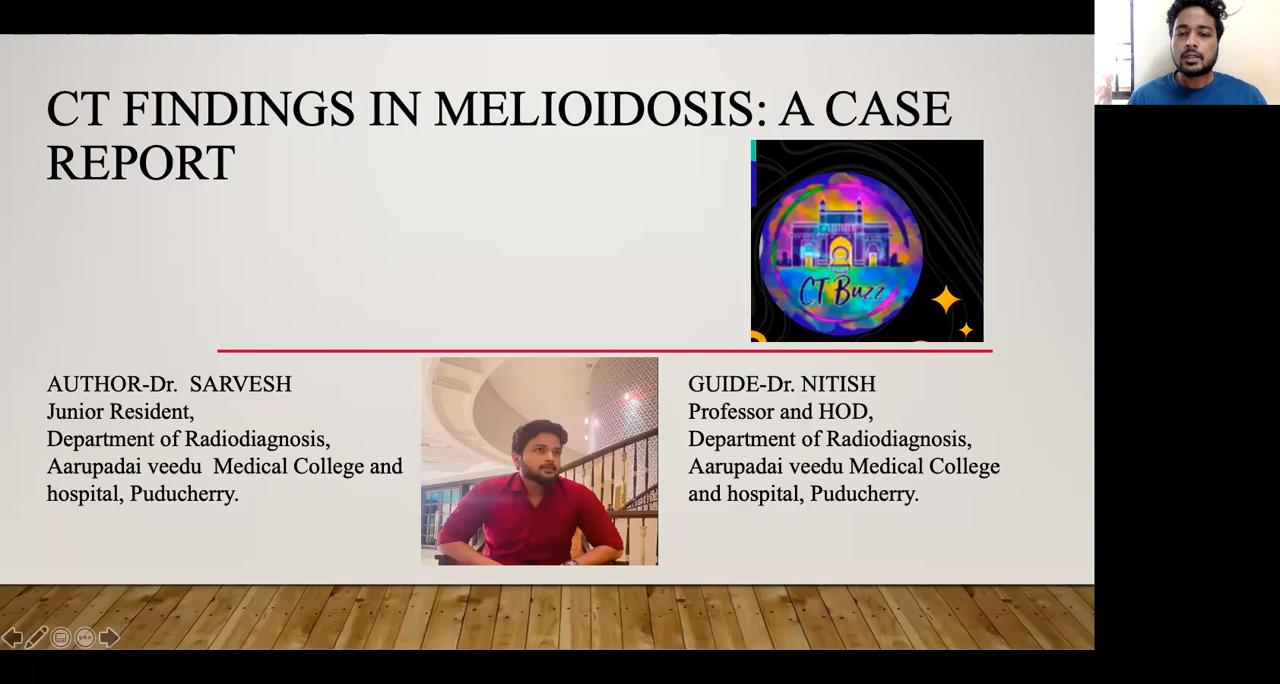 CT FINDINGS IN MELIOIDOSIS: A CASE
REPORT
CT Buzz
AUTHOR-Dr. SARVESH
Junior Resident,
Department of Radiodiagnosis,
Aarupadai veedu Medical College and
hospital, Puducherry.
GUIDE-Dr. NITISH
Professor and HOD,
Department of Radiodiagnosis,
Aarupadai veedu Medical College
and hospital, Puducherry.